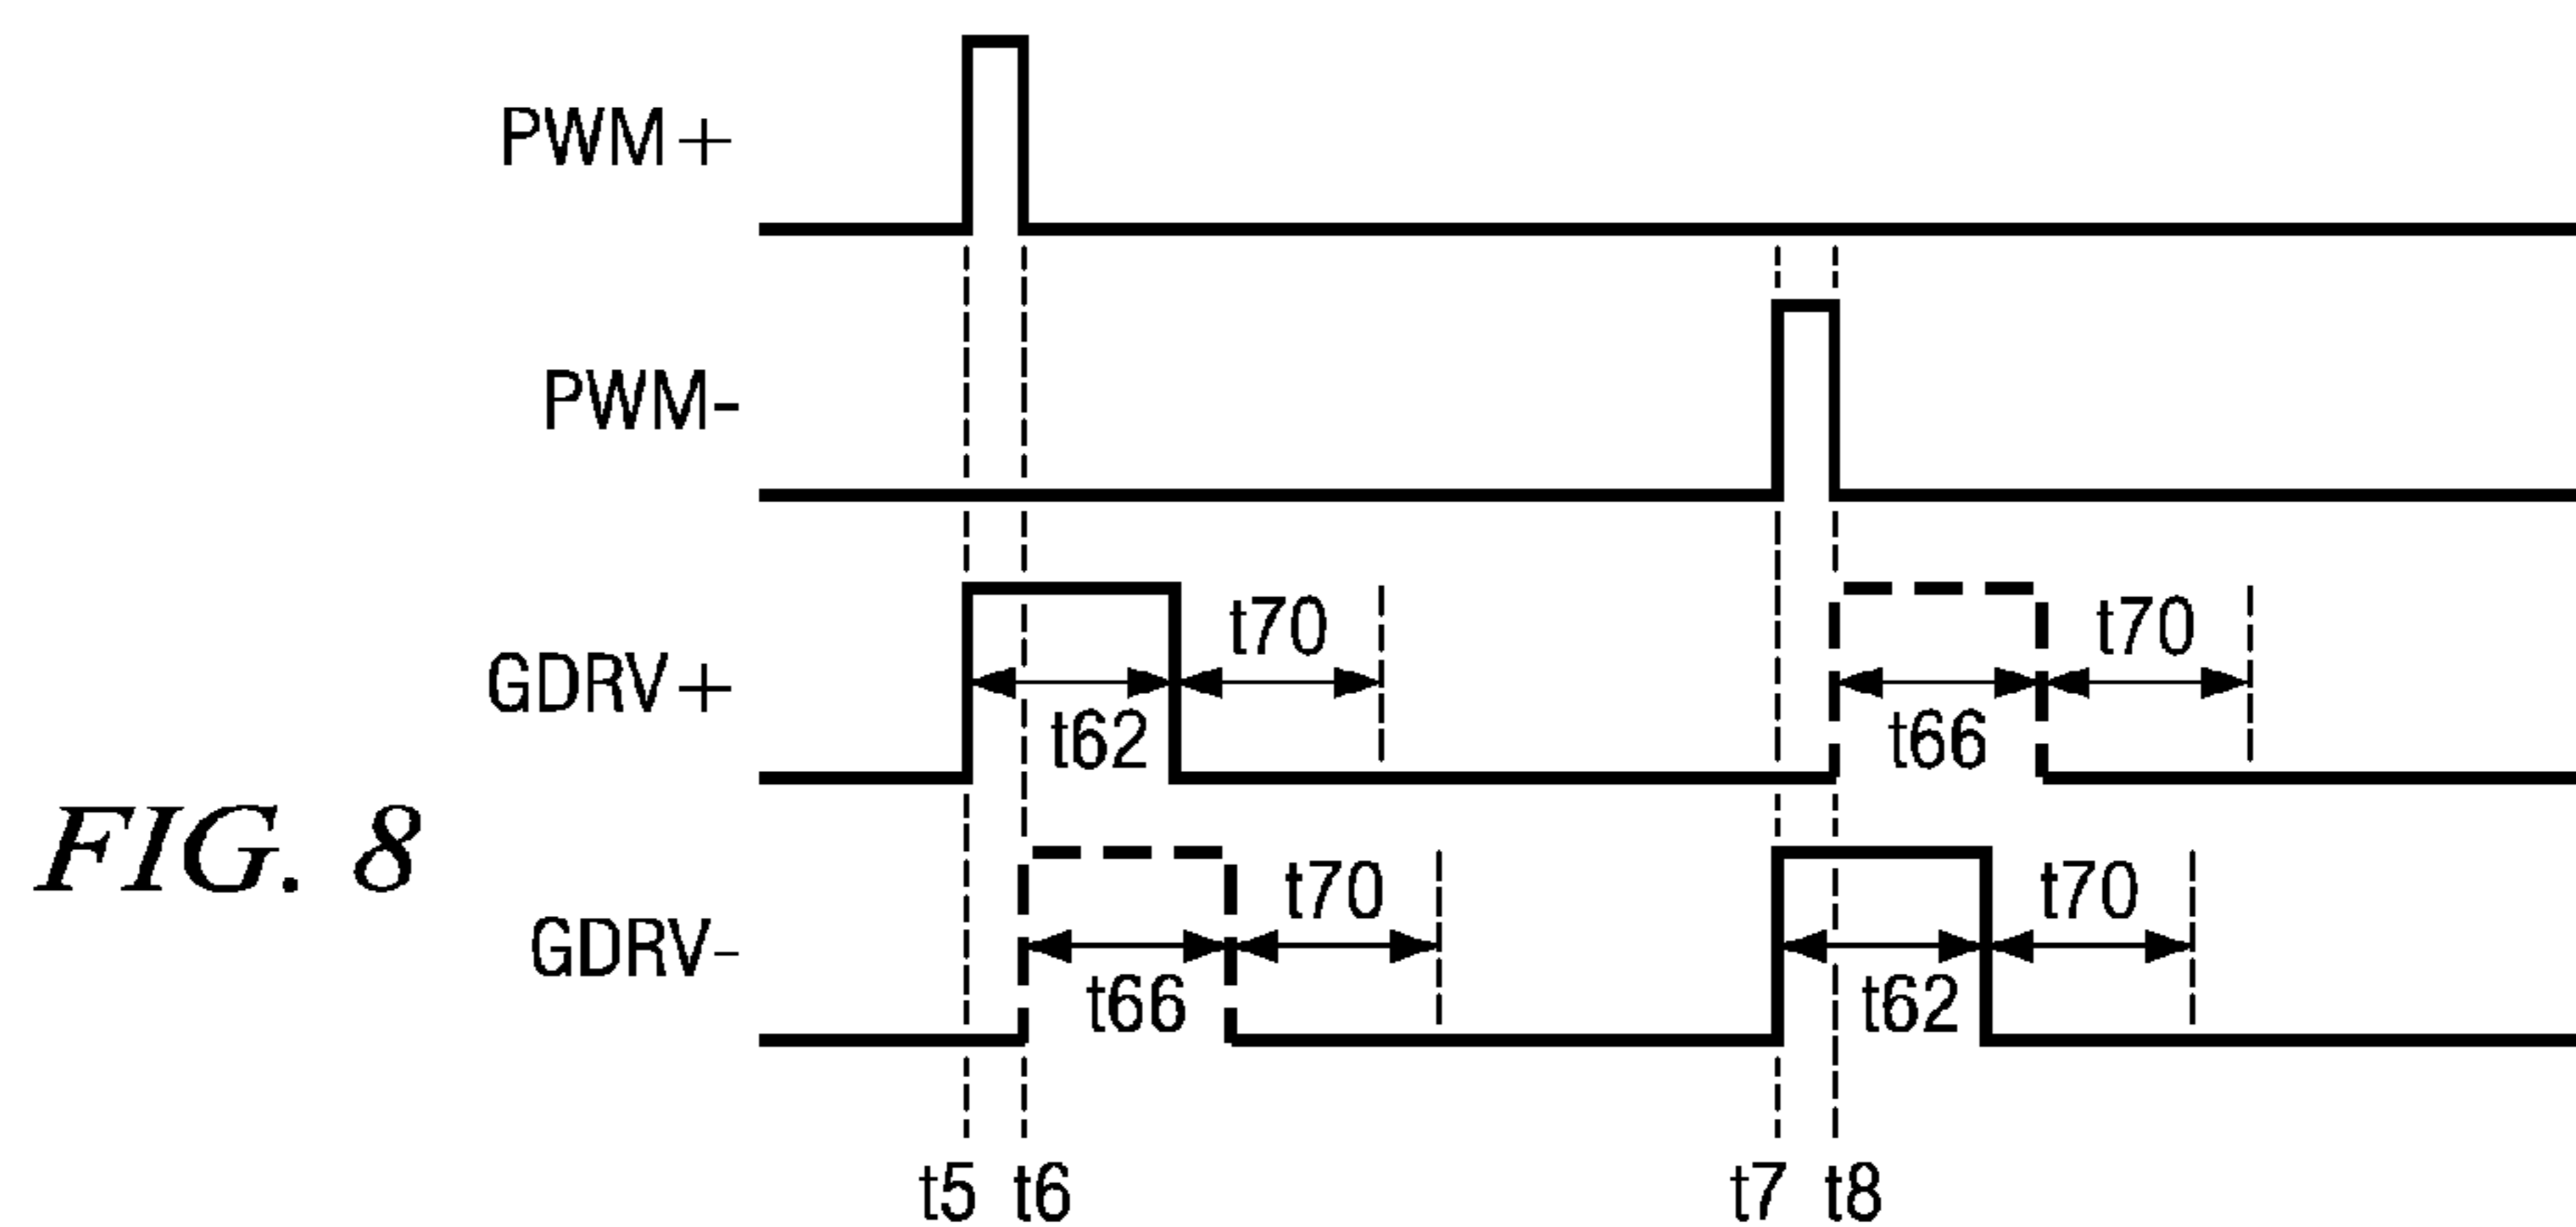 PWM+
PWM-
t70 t70
GDRV+
t62 t66
FIG. 8
t70 t70
GDRV-
t66 t62
t5 t6 t7 t8